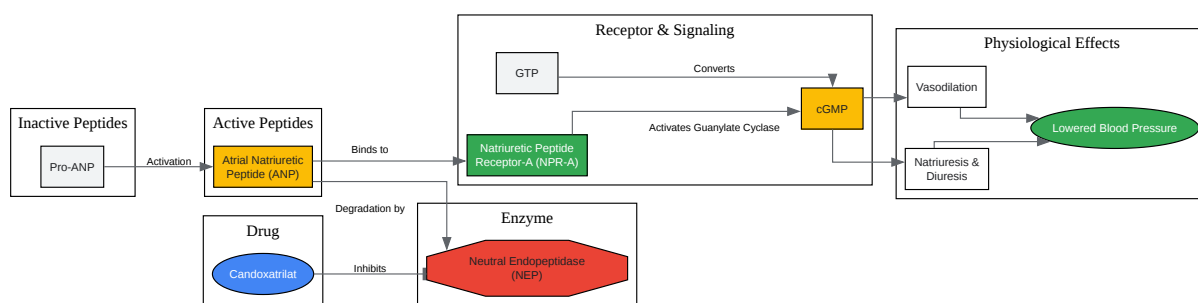 Receptor & Signaling
Physiological Effects
GTP
Converts
Vasodilation
cGMP
Inactive Peptides
Active Peptides
Activates Guanylate Cyclase
Lowered Blood Pressure
Binds to
Natriuretic Peptide
Receptor-A (NPR-A)
Pro-ANP
Activation
Atrial Natriuretic
Peptide (ANP)
Natriuresis &
Diuresis
Degradation by
Drug
Enzyme
Candoxatrilat
Inhibits
Neutral Endopeptidase
(NEP)